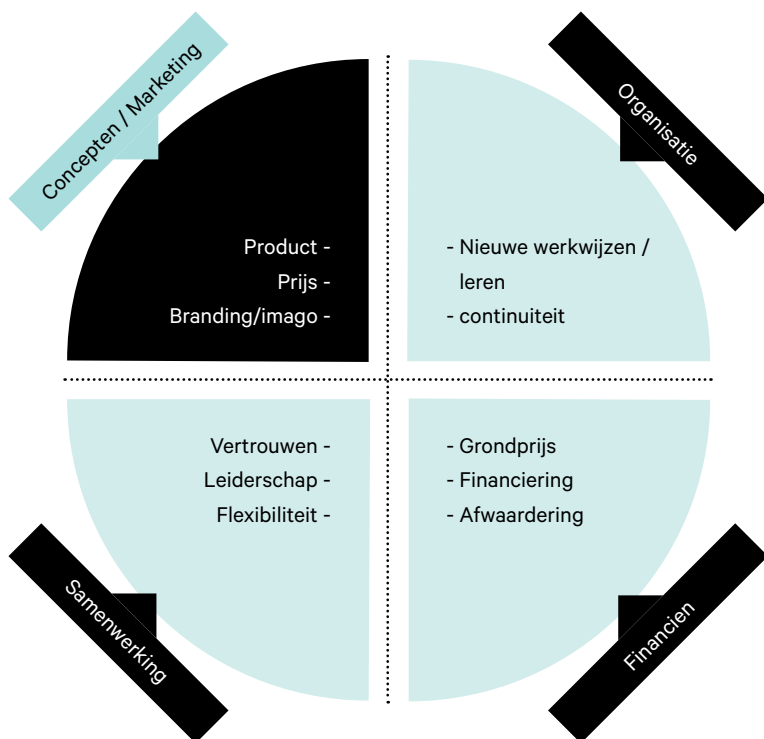 Concepten / Marketing
Product -
Prijs -
Branding/imago -
Organisatie
- Nieuwe werkwijzen /
leren
- continuiteit
Samenwerking
Vertrouwen -
Leiderschap -
Flexibiliteit -
Financien
- Grondprijs
- Financiering
- Afwaardering